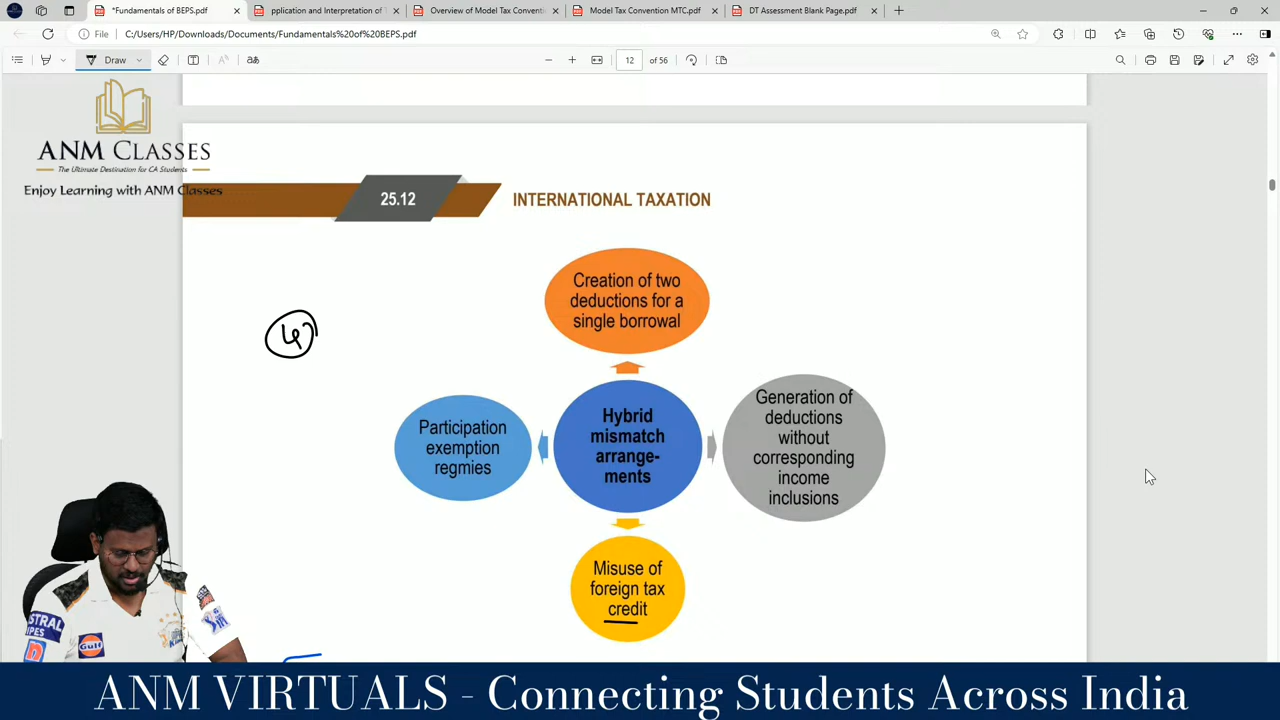 *Fundamentals of BEPS.pdf
pplication and Interpretation of T
Overview of Model Tax Conventi
Model Tax Convention MTC.pdf
DT Assessment Blank Page.pdf
File
C:/Users/HP/Downloads/Documents/Fundamentals%20of%20BEPS.pdf
Draw
aあ
12
of 56
ANM CLASSES
The Ultimate Destination for CA Students
Enjoy Learning with ANM Classes
25.12
INTERNATIONAL TAXATION
Creation of two
deductions for a
single borrowal
Participation
exemption
regmies
Hybrid
mismatch
arrange-
ments
Generation of
deductions
without
corresponding
income
inclusions
Misuse of
foreign tax
credit
Gulf
ANM VIRTUALS - Connecting Students Across India